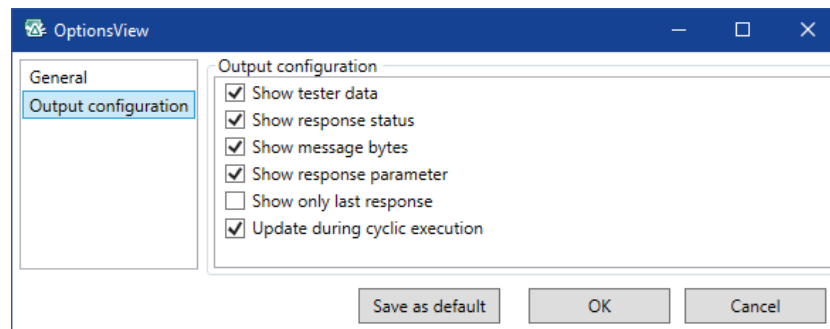 OptionsView
General
Output configuration
Output configuration
Show tester data
Show response status
Show message bytes
Show response parameter
Show only last response
Update during cyclic execution
Save as default
OK
Cancel